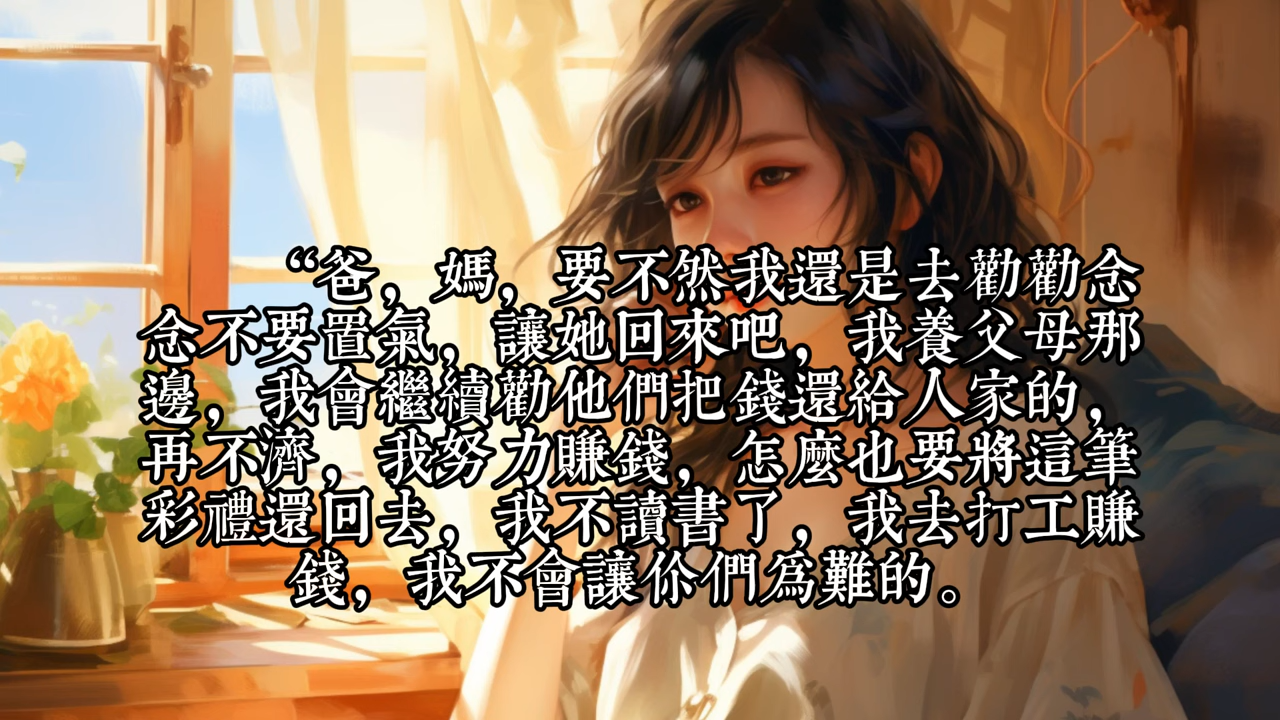 “爸，媽，要不然我還是去勸勸念
念不要置氣，讓她回來吧，我養父母那
邊，我會繼續勸他們把錢還給人家的，
再不濟，我努力賺錢，怎麼也要將這筆
彩禮還回去，我不讀書了，我去打工賺
錢，我不會讓你們為難的。